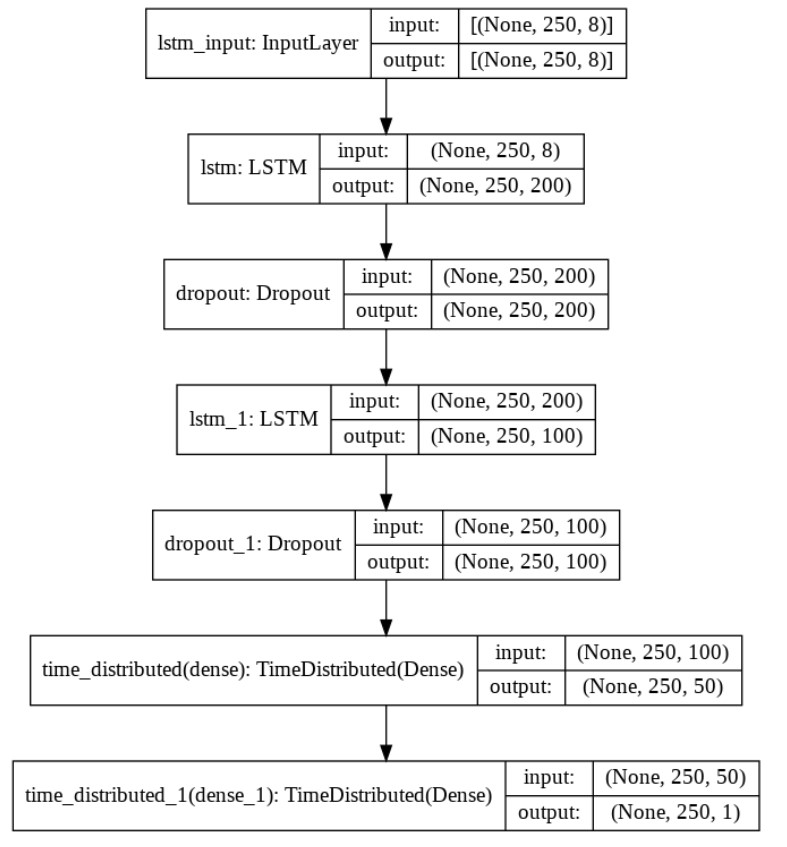 lstm_input: InputLayer
input: [(None, 250, 8)]
output: [(None, 250, 8)]
lstm: LSTM
input: (None, 250, 8)
output: (None, 250, 200)
dropout: Dropout
input: (None, 250, 200)
output: (None, 250, 200)
lstm_1: LSTM
input: (None, 250, 200)
output: (None, 250, 100)
dropout_1: Dropout
input: (None, 250, 100)
output: (None, 250, 100)
time_distributed(dense): TimeDistributed(Dense)
input: (None, 250, 100)
output: (None, 250, 50)
time_distributed_1(dense_1): TimeDistributed(Dense)
input: (None, 250, 50)
output: (None, 250, 1)